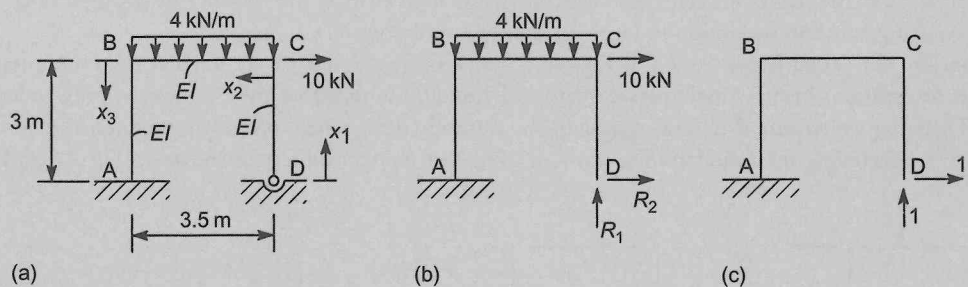 4 kN/m
B
C
10 kN
x₃
EI
x₂
EI
EI
x₁
3 m
A
D
3.5 m
(a)
4 kN/m
10 kN
D
R₂
R₁
(b)
B
C
A
D
1
1
(c)